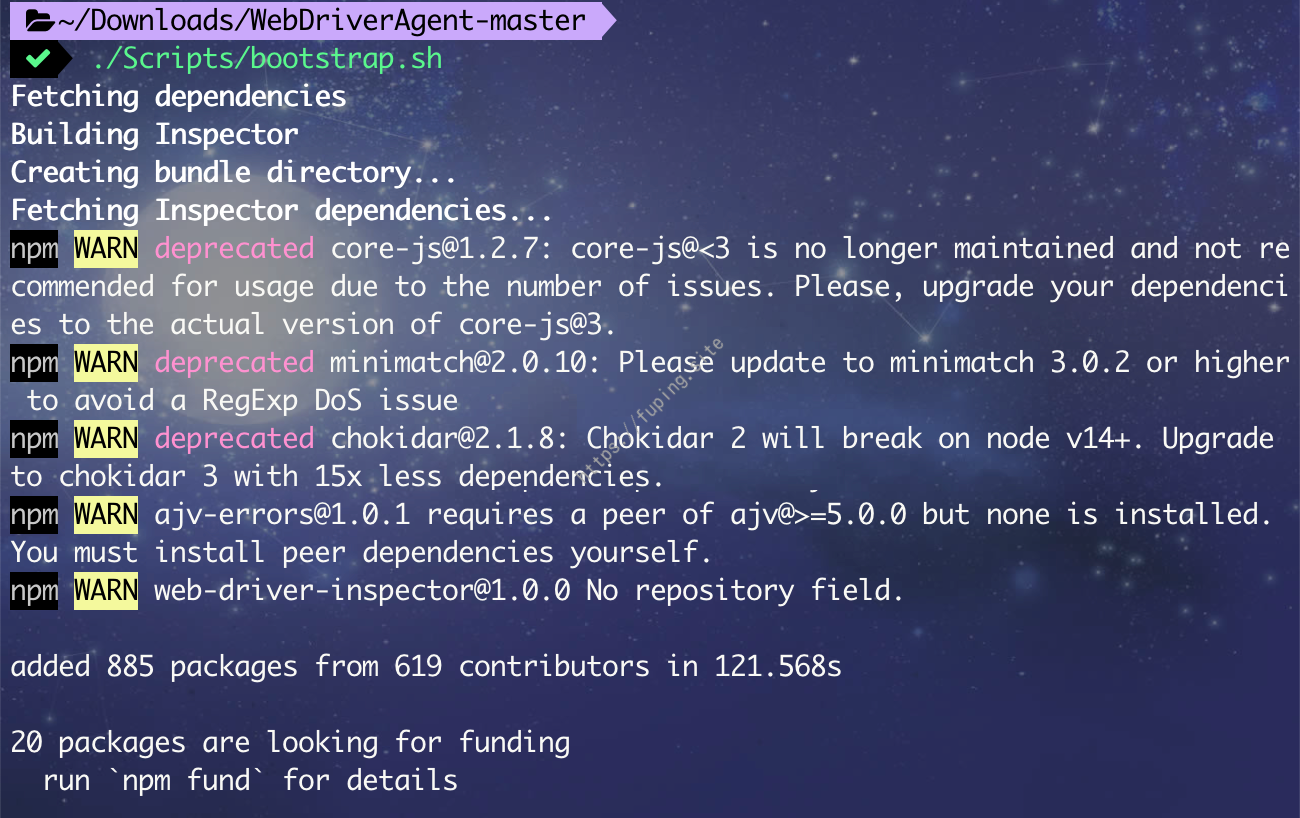 ~/Downloads/WebDriverAgent-master
./Scripts/bootstrap.sh
Fetching dependencies
Building Inspector
Creating bundle directory...
Fetching Inspector dependencies...
npm WARN deprecated core-js@1.2.7: core-js@<3 is no longer maintained and not re
commended for usage due to the number of issues. Please, upgrade your dependenci
es to the actual version of core-js@3.
npm WARN deprecated minimatch@2.0.10: Please update to minimatch 3.0.2 or higher
 to avoid a RegExp DoS issue
npm WARN deprecated chokidar@2.1.8: Chokidar 2 will break on node v14+. Upgrade
to chokidar 3 with 15x less dependencies.
npm WARN ajv-errors@1.0.1 requires a peer of ajv@>=5.0.0 but none is installed.
You must install peer dependencies yourself.
npm WARN web-driver-inspector@1.0.0 No repository field.
added 885 packages from 619 contributors in 121.568s
20 packages are looking for funding
  run `npm fund` for details
https://fuping.site